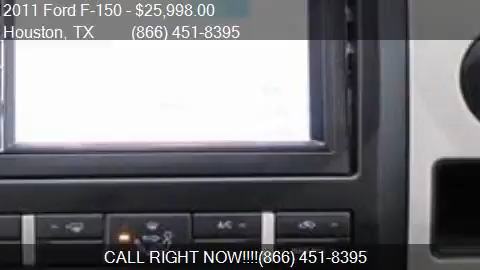 2011 Ford F-150 - $25,998.00
Houston, TX (866) 451-8395
A/C
CALL RIGHT NOW!!!!(866) 451-8395